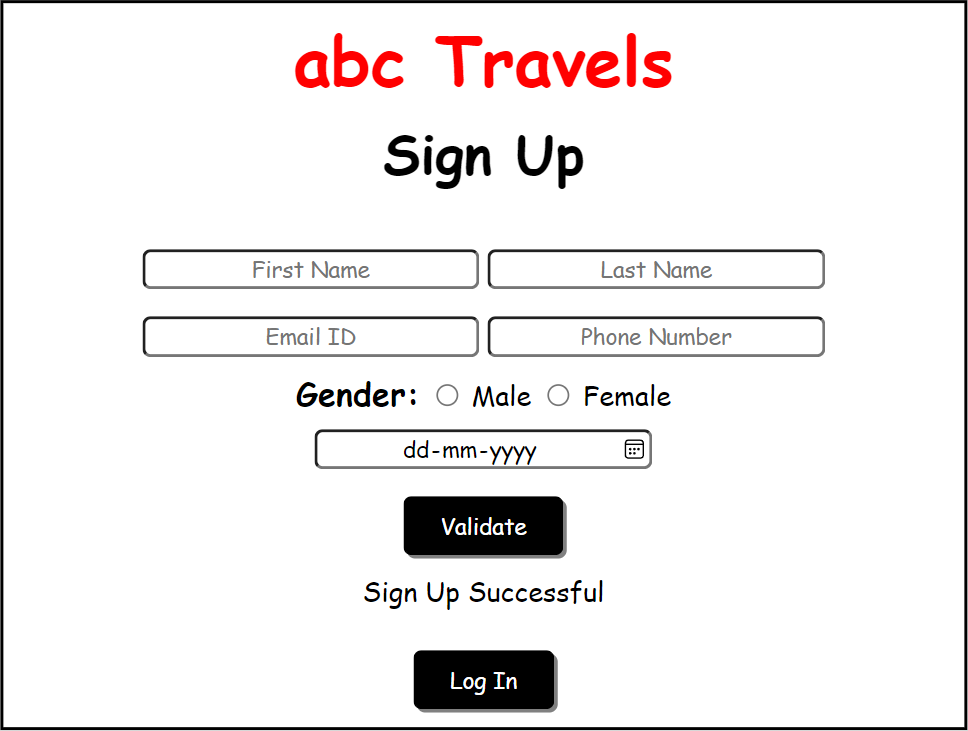 abc Travels
Sign Up
First Name Last Name
Email ID Phone Number
Gender: Male Female
dd-mm-yyyy
Validate
Sign Up Successful
Log In